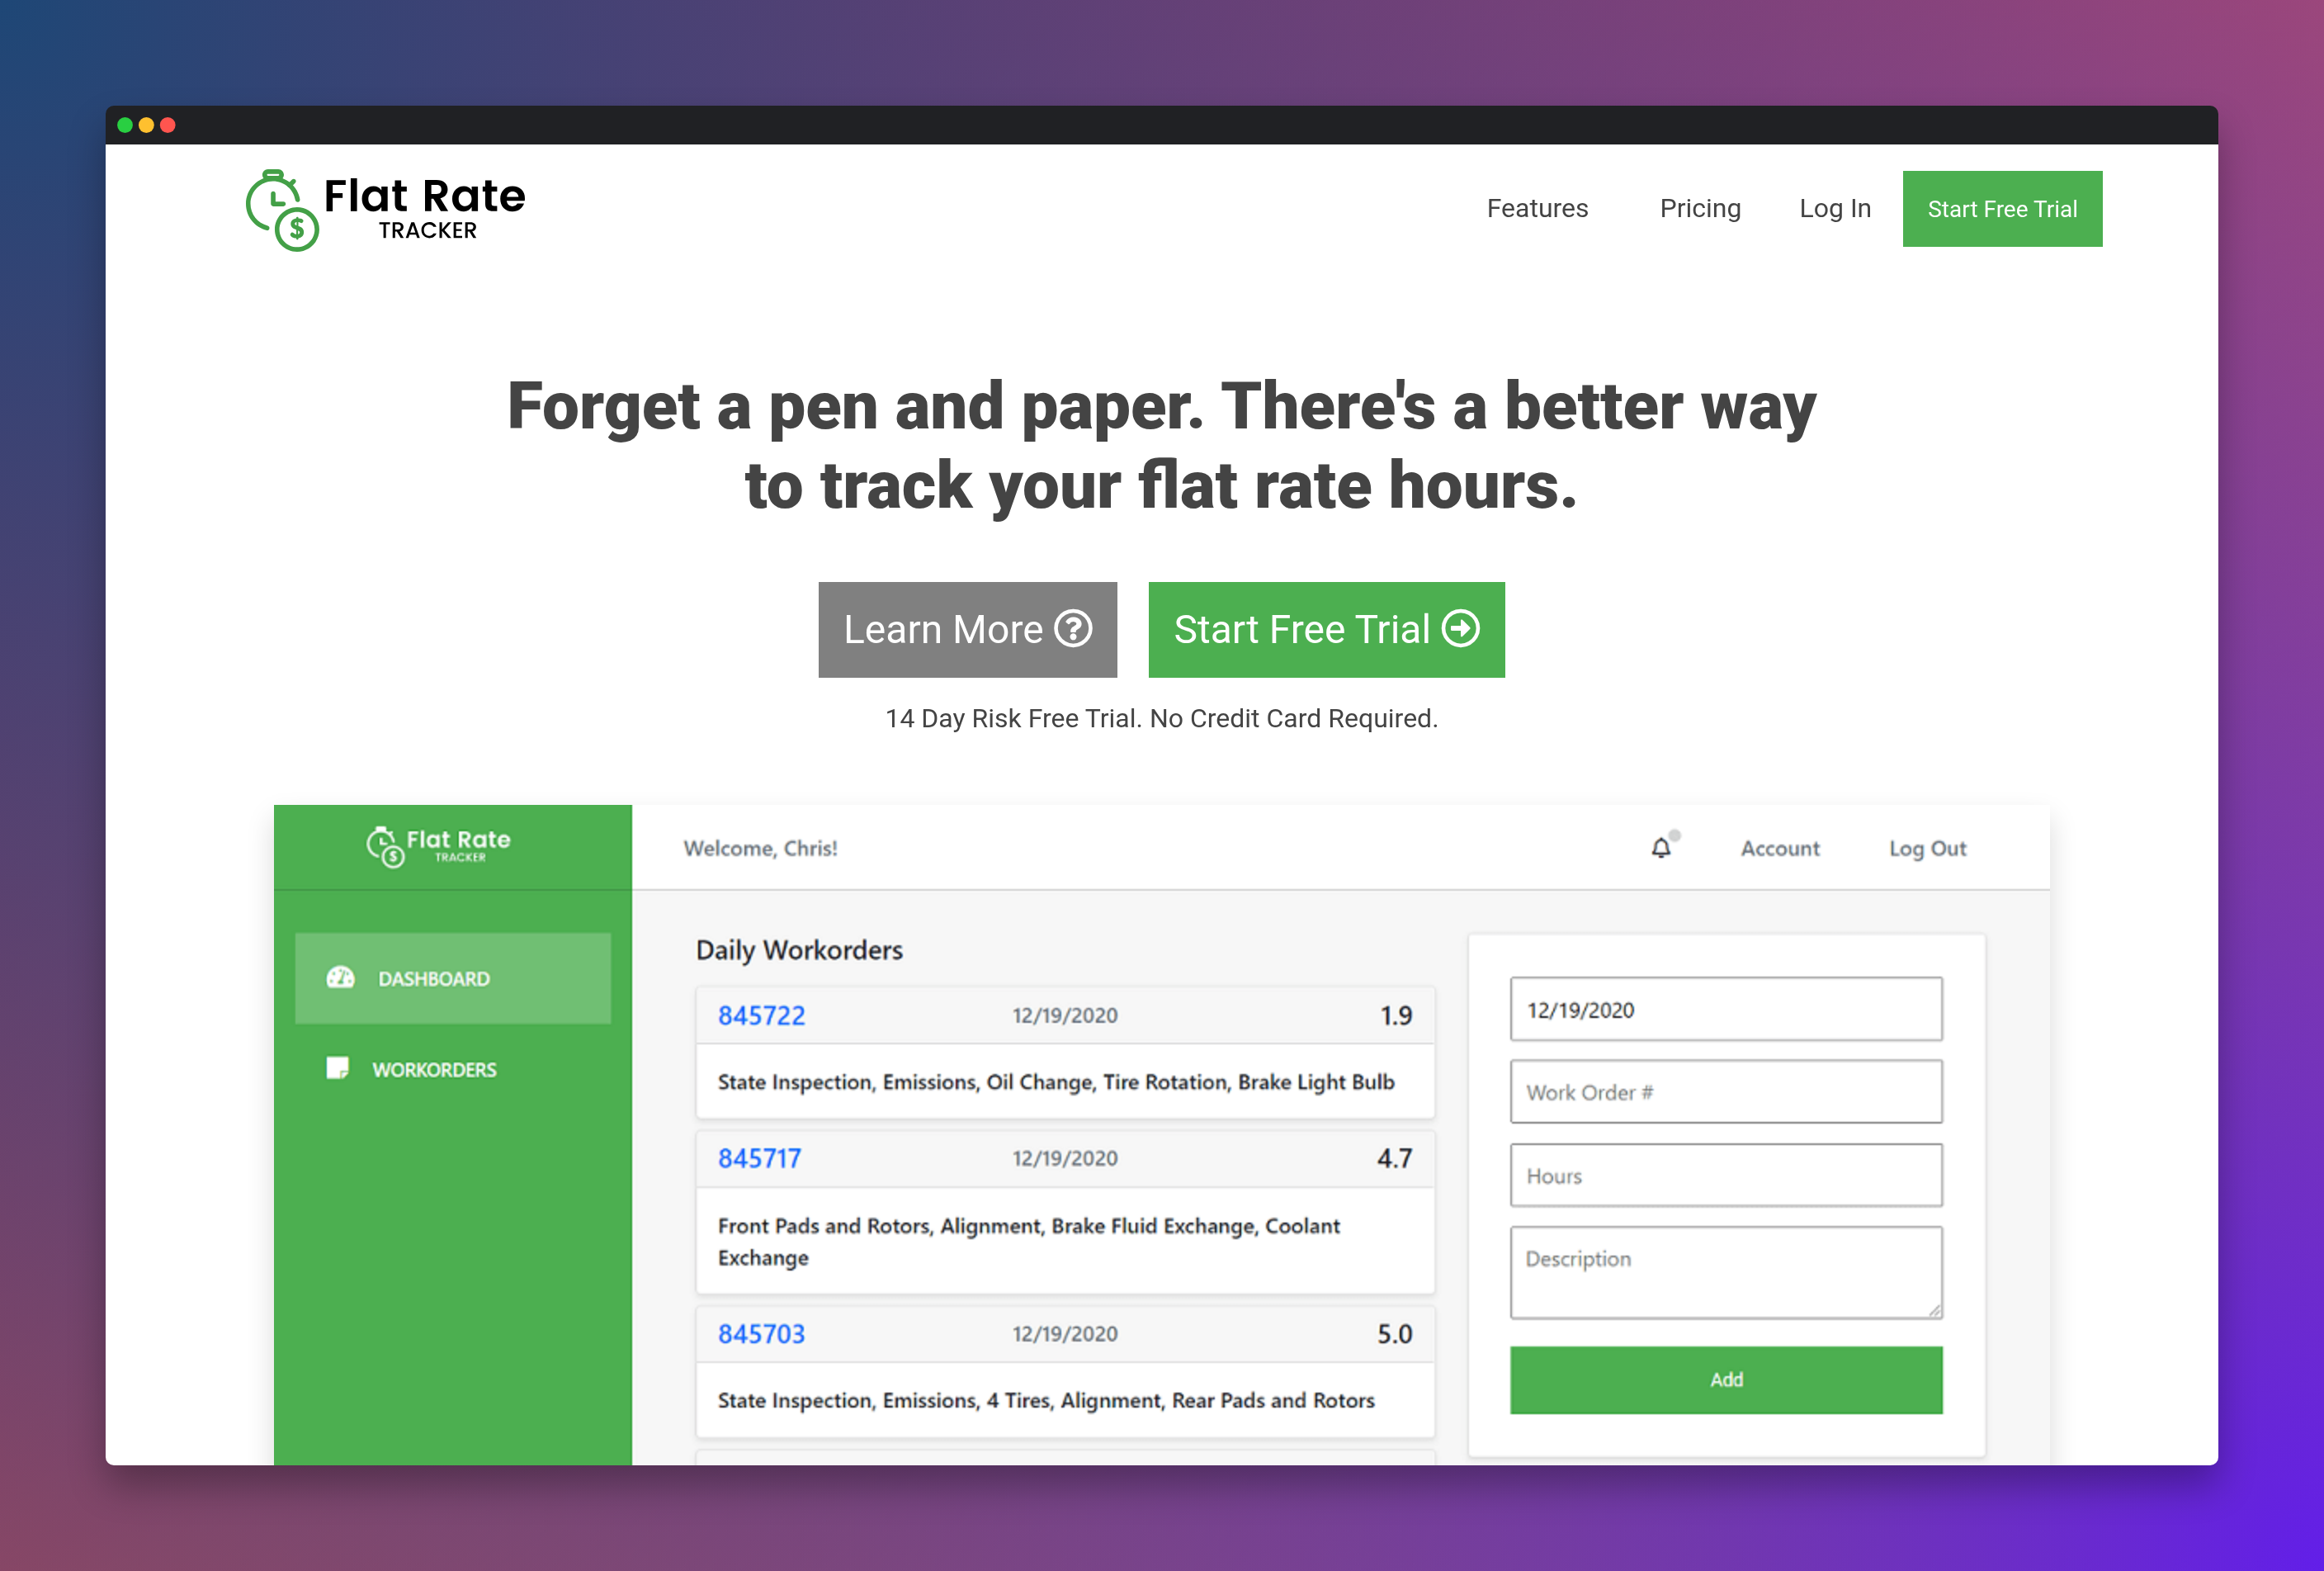 Flat Rate
TRACKER
Features
Pricing
Log In
Start Free Trial
Forget a pen and paper. There's a better way
to track your flat rate hours.
Learn More
Start Free Trial
14 Day Risk Free Trial. No Credit Card Required.
Flat Rate
TRACKER
Welcome, Chris!
Account
Log Out
DASHBOARD
WORKORDERS
Daily Workorders
845722 12/19/2020 1.9
State Inspection, Emissions, Oil Change, Tire Rotation, Brake Light Bulb
845717 12/19/2020 4.7
Front Pads and Rotors, Alignment, Brake Fluid Exchange, Coolant
Exchange
845703 12/19/2020 5.0
State Inspection, Emissions, 4 Tires, Alignment, Rear Pads and Rotors
12/19/2020
Work Order #
Hours
Description
Add